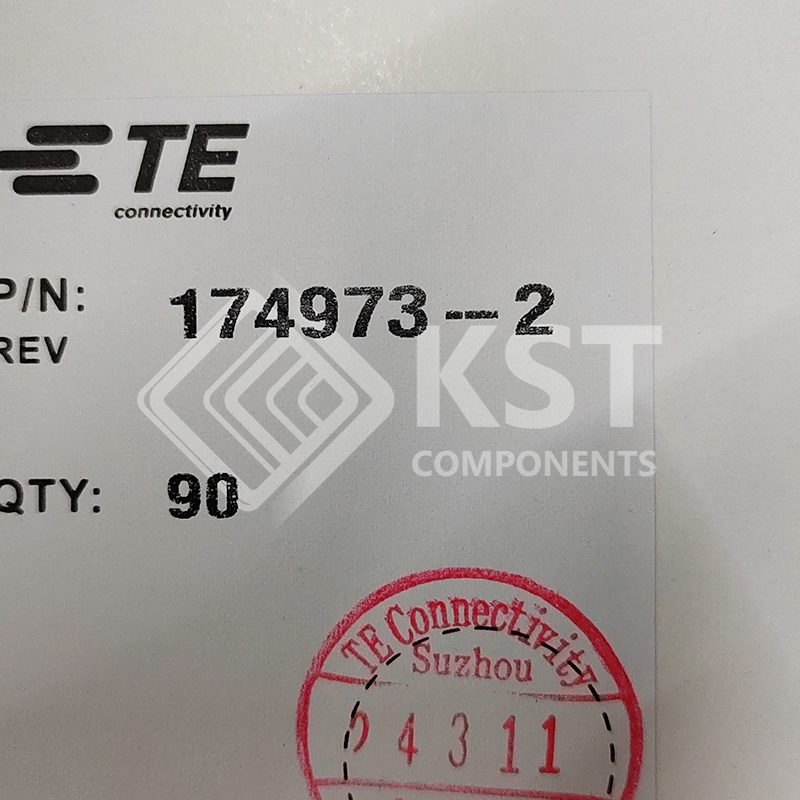 TE
connectivity
P/N: 174973-2
REV
KST
COMPONENTS
QTY: 90
TE Connectivity
Suzhou
4 3 11